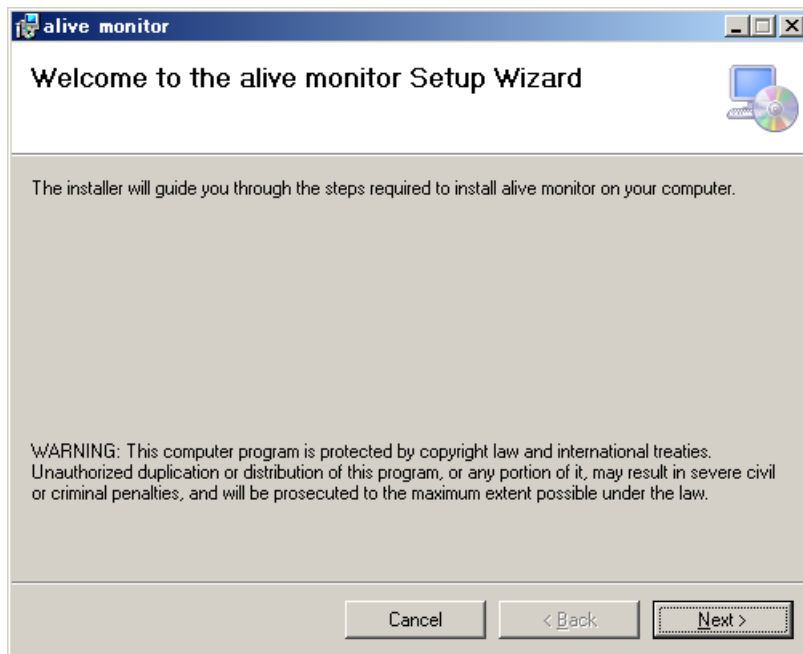 alive monitor
Welcome to the alive monitor Setup Wizard
The installer will guide you through the steps required to install alive monitor on your computer.
WARNING: This computer program is protected by copyright law and international treaties.
Unauthorized duplication or distribution of this program, or any portion of it, may result in severe civil
or criminal penalties, and will be prosecuted to the maximum extent possible under the law.
Cancel
< Back
Next >